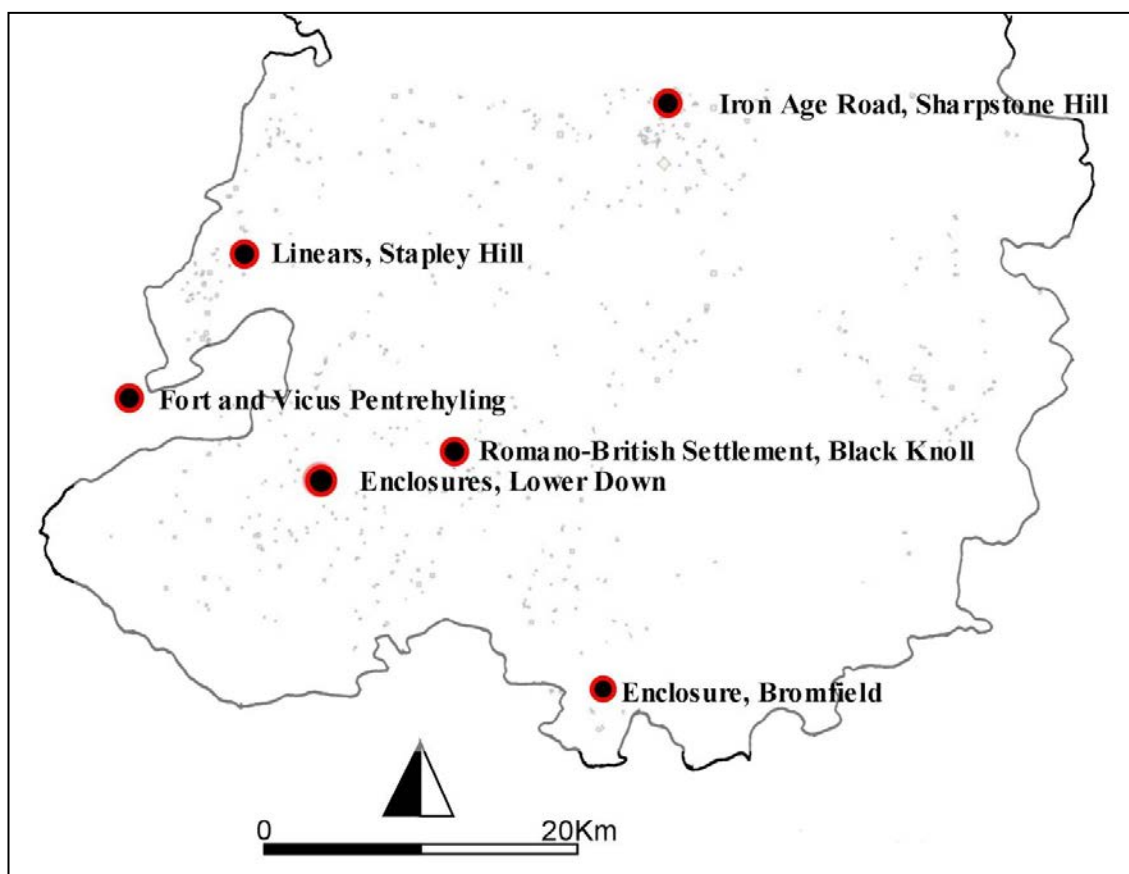 Iron Age Road, Sharpstone Hill
Linears, Stapley Hill
Fort and Vicus Pentrehyling
Romano-British Settlement, Black Knoll
Enclosures, Lower Down
Enclosure, Bromfield
0 20Km